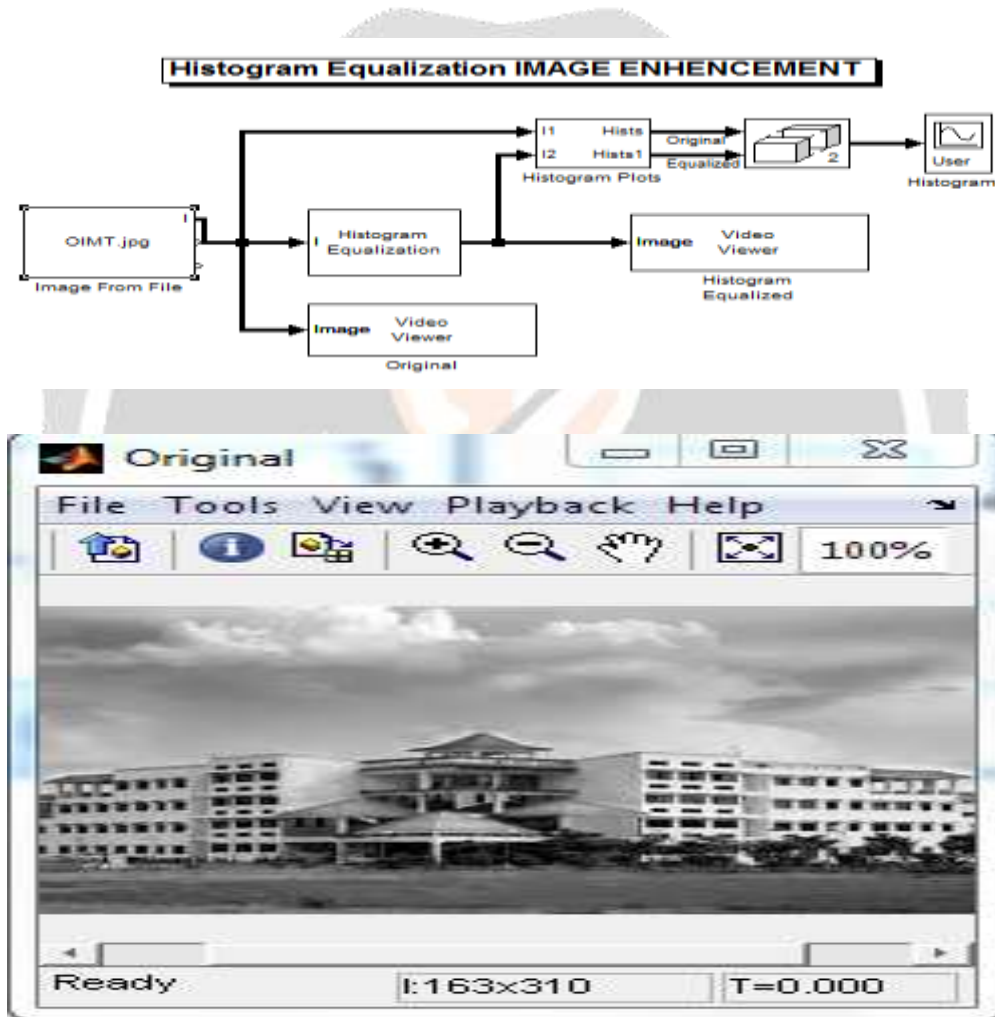 Histogram Equalization IMAGE ENHENCEMENT
I1 Hists
I2 Hists1
Histogram Plots
Original
Equalized
2
User
Histogram
I
OIMT.jpg
Image From File
I Histogram
Equalization
Image Video
Viewer
Histogram
Equalized
Image Video
Viewer
Original
Original
File Tools View Playback Help
100%
Ready I:163x310 T=0.000